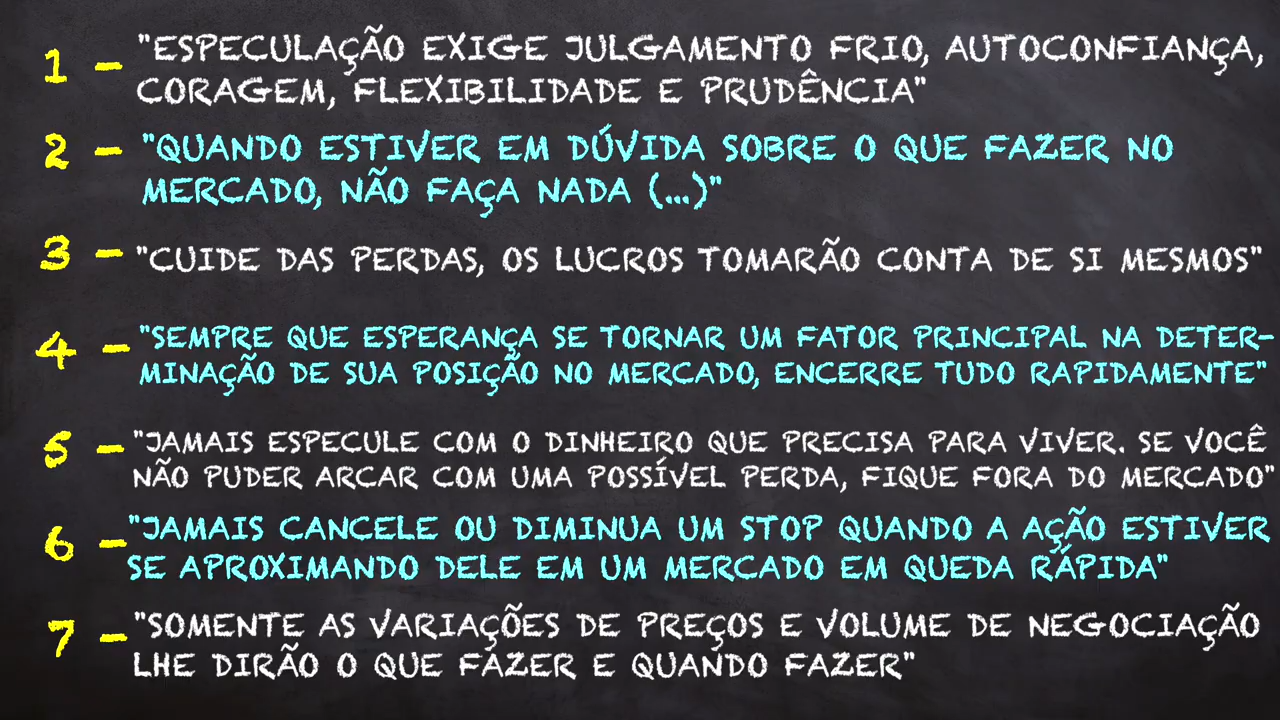 1 - "ESPECULAÇÃO EXIGE JULGAMENTO FRIO, AUTOCONFIANÇA,
CORAGEM, FLEXIBILIDADE E PRUDÊNCIA"
2 - "QUANDO ESTIVER EM DÚVIDA SOBRE O QUE FAZER NO
MERCADO, NÃO FAÇA NADA (...)"
3 - "CUIDE DAS PERDAS, OS LUCROS TOMARÃO CONTA DE SI MESMOS"
4 - "SEMPRE QUE ESPERANÇA SE TORNAR UM FATOR PRINCIPAL NA DETER-
MINAÇÃO DE SUA POSIÇÃO NO MERCADO, ENCERRE TUDO RAPIDAMENTE"
5 - "JAMAIS ESPECULE COM O DINHEIRO QUE PRECISA PARA VIVER. SE VOCÊ
NÃO PUDER ARCAR COM UMA POSSÍVEL PERDA, FIQUE FORA DO MERCADO"
6 - "JAMAIS CANCELE OU DIMINUA UM STOP QUANDO A AÇÃO ESTIVER
SE APROXIMANDO DELE EM UM MERCADO EM QUEDA RÁPIDA"
7 - "SOMENTE AS VARIAÇÕES DE PREÇOS E VOLUME DE NEGOCIAÇÃO
LHE DIRÃO O QUE FAZER E QUANDO FAZER"